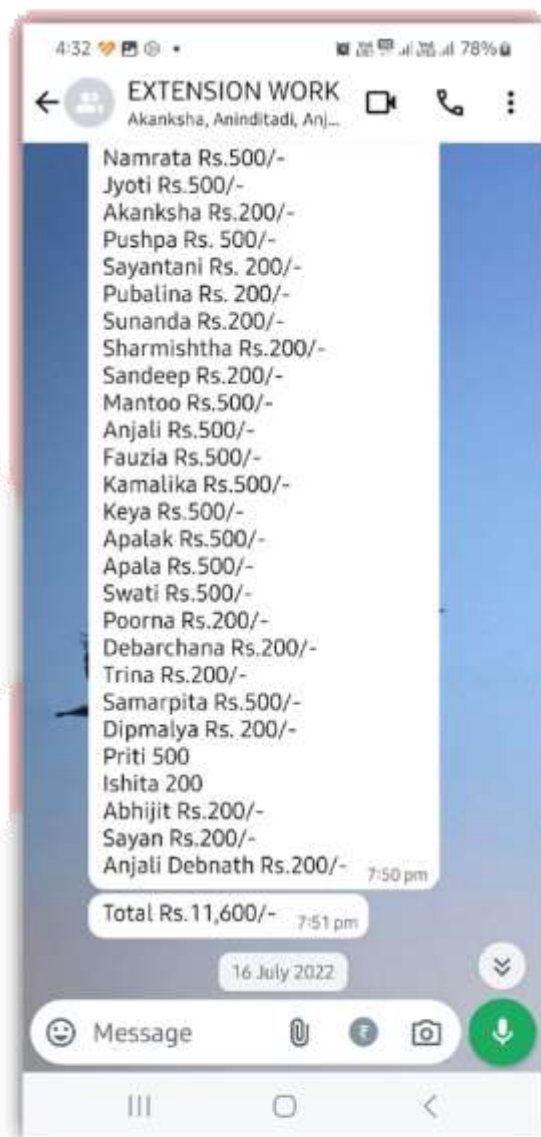 4:32
78%
EXTENSION WORK
Akanksha, Aninditadi, Anj...
Namrata Rs.500/-
Jyoti Rs.500/-
Akanksha Rs.200/-
Pushpa Rs. 500/-
Sayantani Rs. 200/-
Pubalina Rs. 200/-
Sunanda Rs.200/-
Sharmishtha Rs.200/-
Sandeep Rs.200/-
Mantoo Rs.500/-
Anjali Rs.500/-
Fauzia Rs.500/-
Kamalika Rs.500/-
Keya Rs.500/-
Apalak Rs.500/-
Apala Rs.500/-
Swati Rs.500/-
Poorna Rs.200/-
Debarchana Rs.200/-
Trina Rs.200/-
Samarpita Rs.500/-
Dipmalya Rs. 200/-
Priti 500
Ishita 200
Abhijit Rs.200/-
Sayan Rs.200/-
Anjali Debnath Rs.200/-
7:50 pm
Total Rs.11,600/-
7:51 pm
16 July 2022
Message